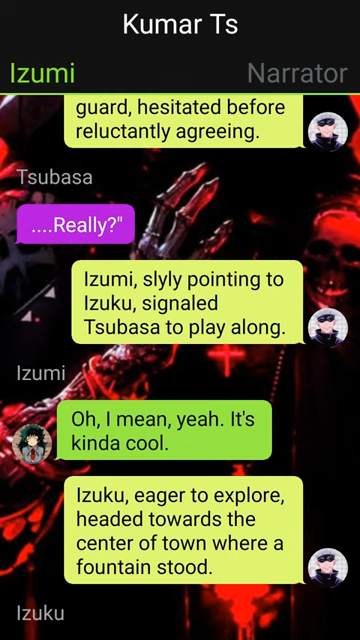 Kumar Ts
Izumi
Narrator
guard, hesitated before
reluctantly agreeing.
Tsubasa
....Really?"
Izumi, slyly pointing to
Izuku, signaled
Tsubasa to play along.
Izumi
Oh, I mean, yeah. It's
kinda cool.
Izuku, eager to explore,
headed towards the
center of town where a
fountain stood.
Izuku